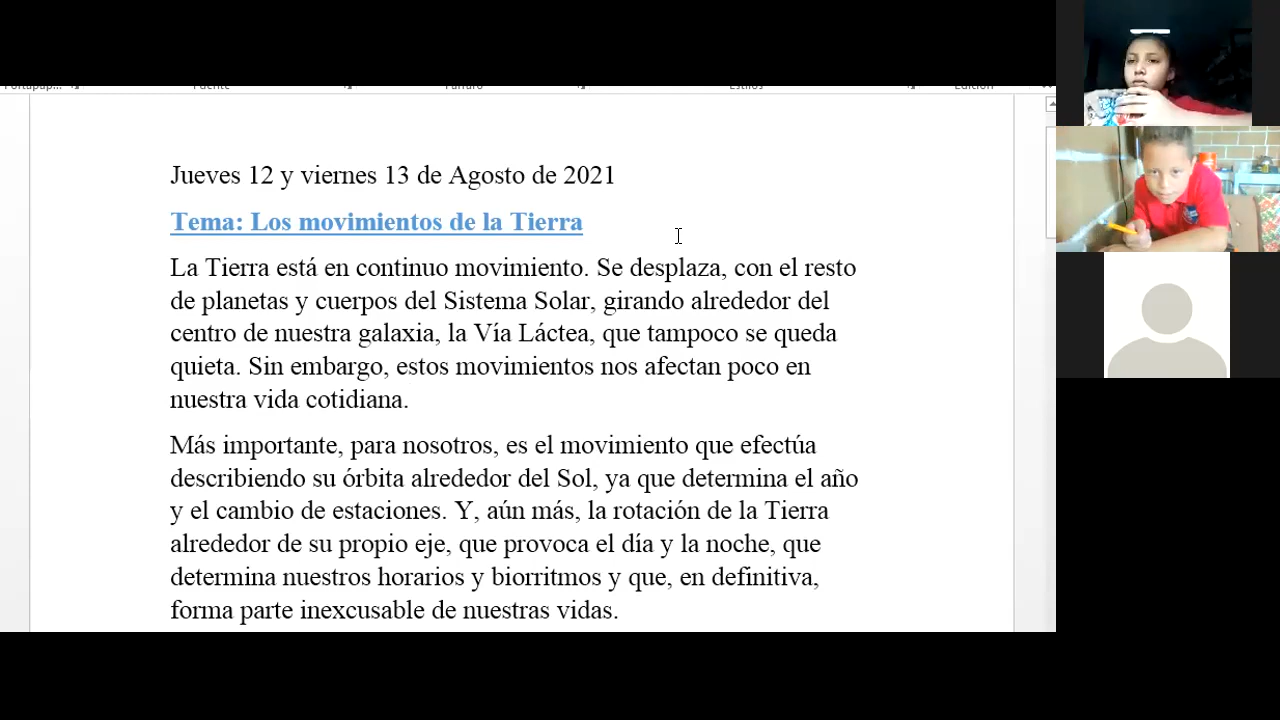 Jueves 12 y viernes 13 de Agosto de 2021
Tema: Los movimientos de la Tierra
La Tierra está en continuo movimiento. Se desplaza, con el resto
de planetas y cuerpos del Sistema Solar, girando alrededor del
centro de nuestra galaxia, la Vía Láctea, que tampoco se queda
quieta. Sin embargo, estos movimientos nos afectan poco en
nuestra vida cotidiana.
Más importante, para nosotros, es el movimiento que efectúa
describiendo su órbita alrededor del Sol, ya que determina el año
y el cambio de estaciones. Y, aún más, la rotación de la Tierra
alrededor de su propio eje, que provoca el día y la noche, que
determina nuestros horarios y biorritmos y que, en definitiva,
forma parte inexcusable de nuestras vidas.